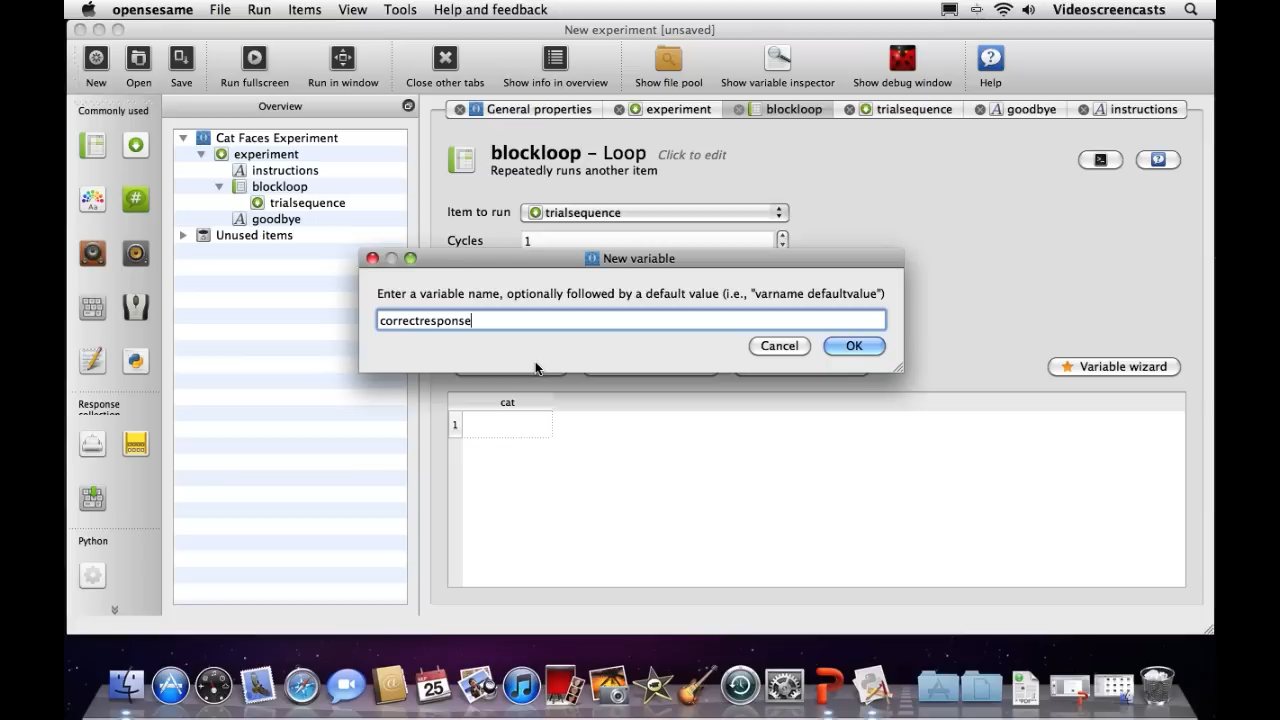 opensesame File Run Items View Tools Help and feedback Videoscreencasts
New experiment [unsaved]
New Open Save Run fullscreen Run in window Close other tabs Show info in overview Show file pool Show variable inspector Show debug window Help
Commonly used
Overview
General properties experiment blockloop trialsequence goodbye instructions
Cat Faces Experiment
experiment
instructions
blockloop
trialsequence
goodbye
Unused items
blockloop – Loop Click to edit
Repeatedly runs another item
Item to run trialsequence
Cycles 1
New variable
Enter a variable name, optionally followed by a default value (i.e., "varname defaultvalue")
correctresponse
Cancel OK
Variable wizard
cat
1
Response
Python
SEP
25